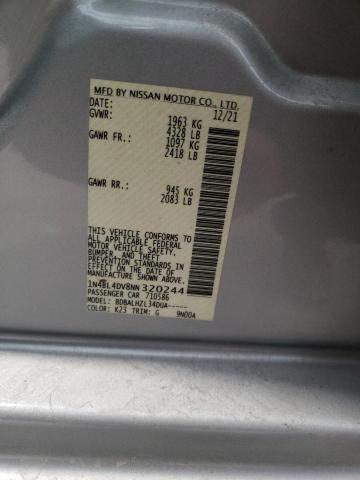 MFD BY NISSAN MOTOR CO., LTD.
DATE: 12/21
GVWR: 1963 KG
4328 LB
GAWR FR.: 1097 KG
2418 LB
GAWR RR.: 945 KG
2083 LB
THIS VEHICLE CONFORMS TO
ALL APPLICABLE FEDERAL
MOTOR VEHICLE SAFETY,
BUMPER, AND THEFT
PREVENTION STANDARDS IN
EFFECT ON THE DATE OF
MANUFACTURE SHOWN ABOVE.
1N4BL4DV8NN320244
PASSENGER CAR 710586
MODEL: BDBALHZL34DUA-----
COLOR: K23 TRIM: G 9N00A